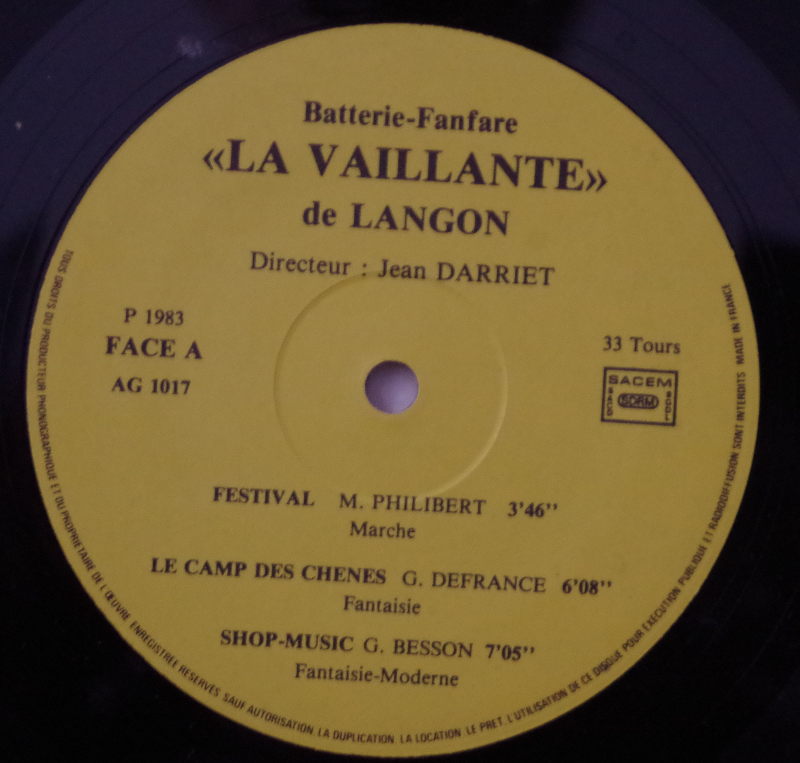 Batterie-Fanfare
«LA VAILLANTE»
de LANGON
Directeur : Jean DARRIET
P 1983
FACE A
AG 1017
33 Tours
SACEM
SACD
SDRM
SGDL
FESTIVAL M. PHILIBERT 3'46''
Marche
LE CAMP DES CHENES G. DEFRANCE 6'08''
Fantaisie
SHOP-MUSIC G. BESSON 7'05''
Fantaisie-Moderne
TOUS DROITS DU PRODUCTEUR PHONOGRAPHIQUE ET DU PROPRIETAIRE DE L'ŒUVRE ENREGISTREE RESERVES SAUF AUTORISATION. LA DUPLICATION. LA LOCATION. LE PRET. L'UTILISATION DE CE DISQUE POUR EXECUTION PUBLIQUE ET RADIODIFFUSION SONT INTERDITS MADE IN FRANCE